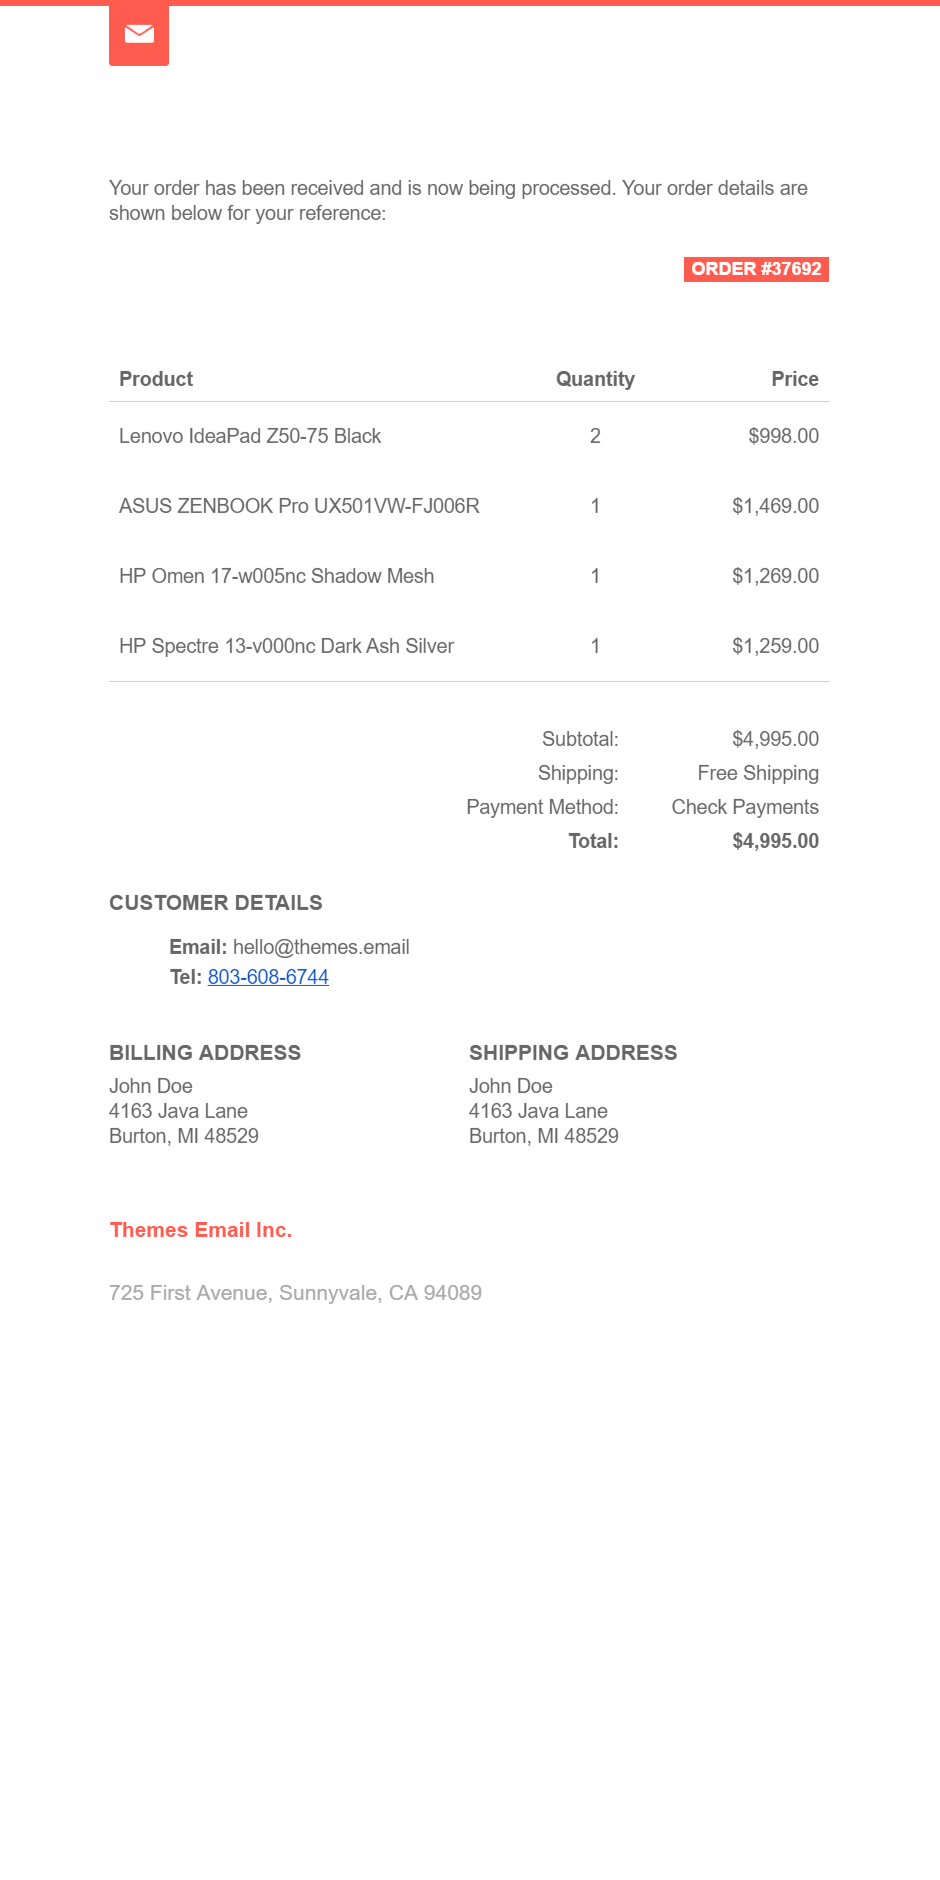 Your order has been received and is now being processed. Your order details are
shown below for your reference:
ORDER #37692
Product Quantity Price
Lenovo IdeaPad Z50-75 Black 2 $998.00
ASUS ZENBOOK Pro UX501VW-FJ006R 1 $1,469.00
HP Omen 17-w005nc Shadow Mesh 1 $1,269.00
HP Spectre 13-v000nc Dark Ash Silver 1 $1,259.00
Subtotal: $4,995.00
Shipping: Free Shipping
Payment Method: Check Payments
Total: $4,995.00
CUSTOMER DETAILS
Email: hello@themes.email
Tel: 803-608-6744
BILLING ADDRESS
John Doe
4163 Java Lane
Burton, MI 48529
SHIPPING ADDRESS
John Doe
4163 Java Lane
Burton, MI 48529
Themes Email Inc.
725 First Avenue, Sunnyvale, CA 94089